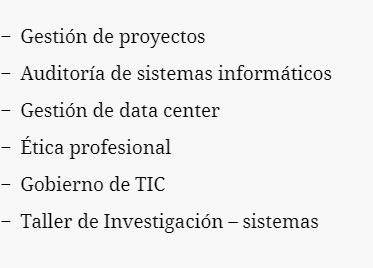 – Gestión de proyectos
– Auditoría de sistemas informáticos
– Gestión de data center
– Ética profesional
– Gobierno de TIC
– Taller de Investigación – sistemas